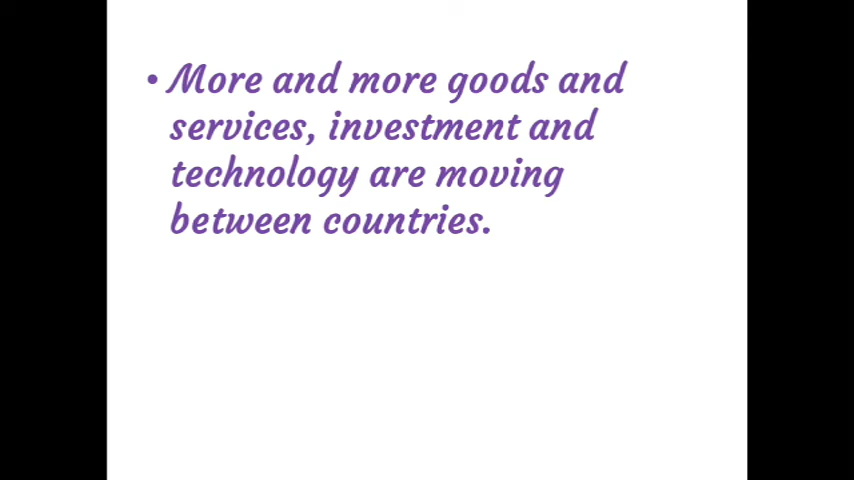 • More and more goods and
services, investment and
technology are moving
between countries.